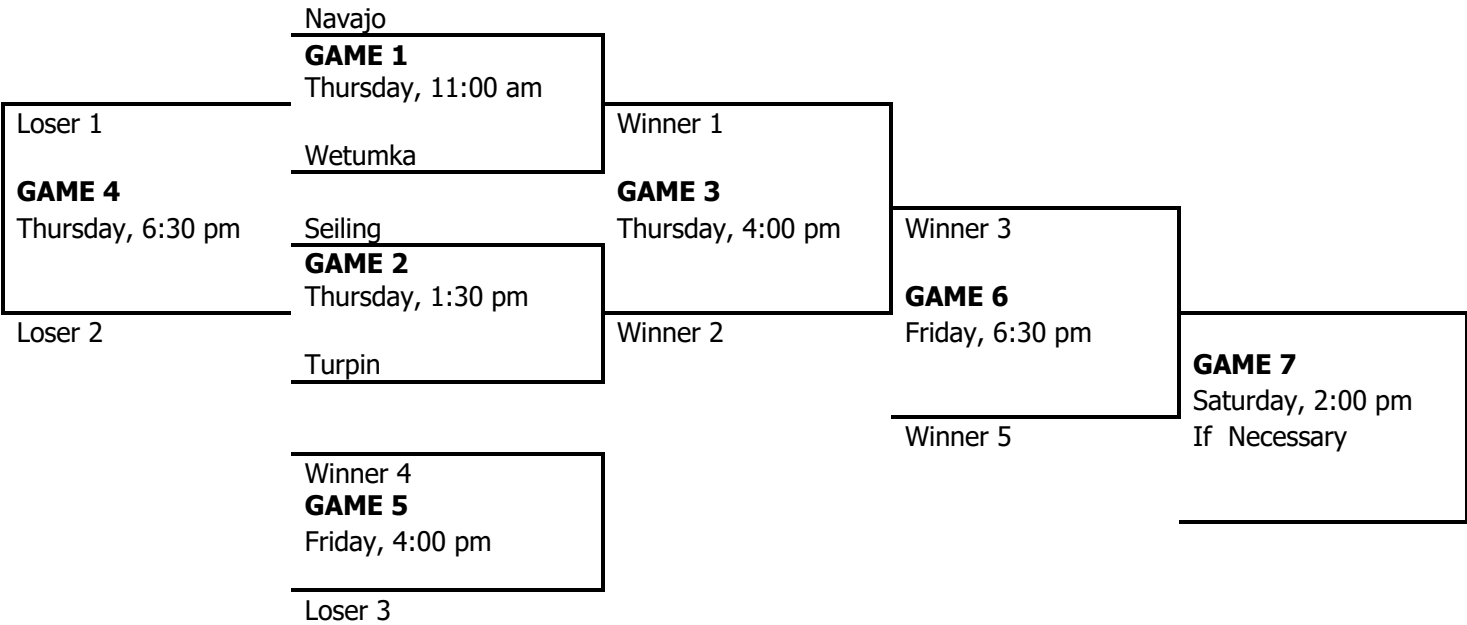 Navajo
GAME 1
Thursday, 11:00 am
Wetumka
Loser 1
GAME 4
Thursday, 6:30 pm
Loser 2
Seiling
GAME 2
Thursday, 1:30 pm
Turpin
Winner 1
GAME 3
Thursday, 4:00 pm
Winner 2
Winner 3
GAME 6
Friday, 6:30 pm
Winner 5
GAME 7
Saturday, 2:00 pm
If Necessary
Winner 4
GAME 5
Friday, 4:00 pm
Loser 3